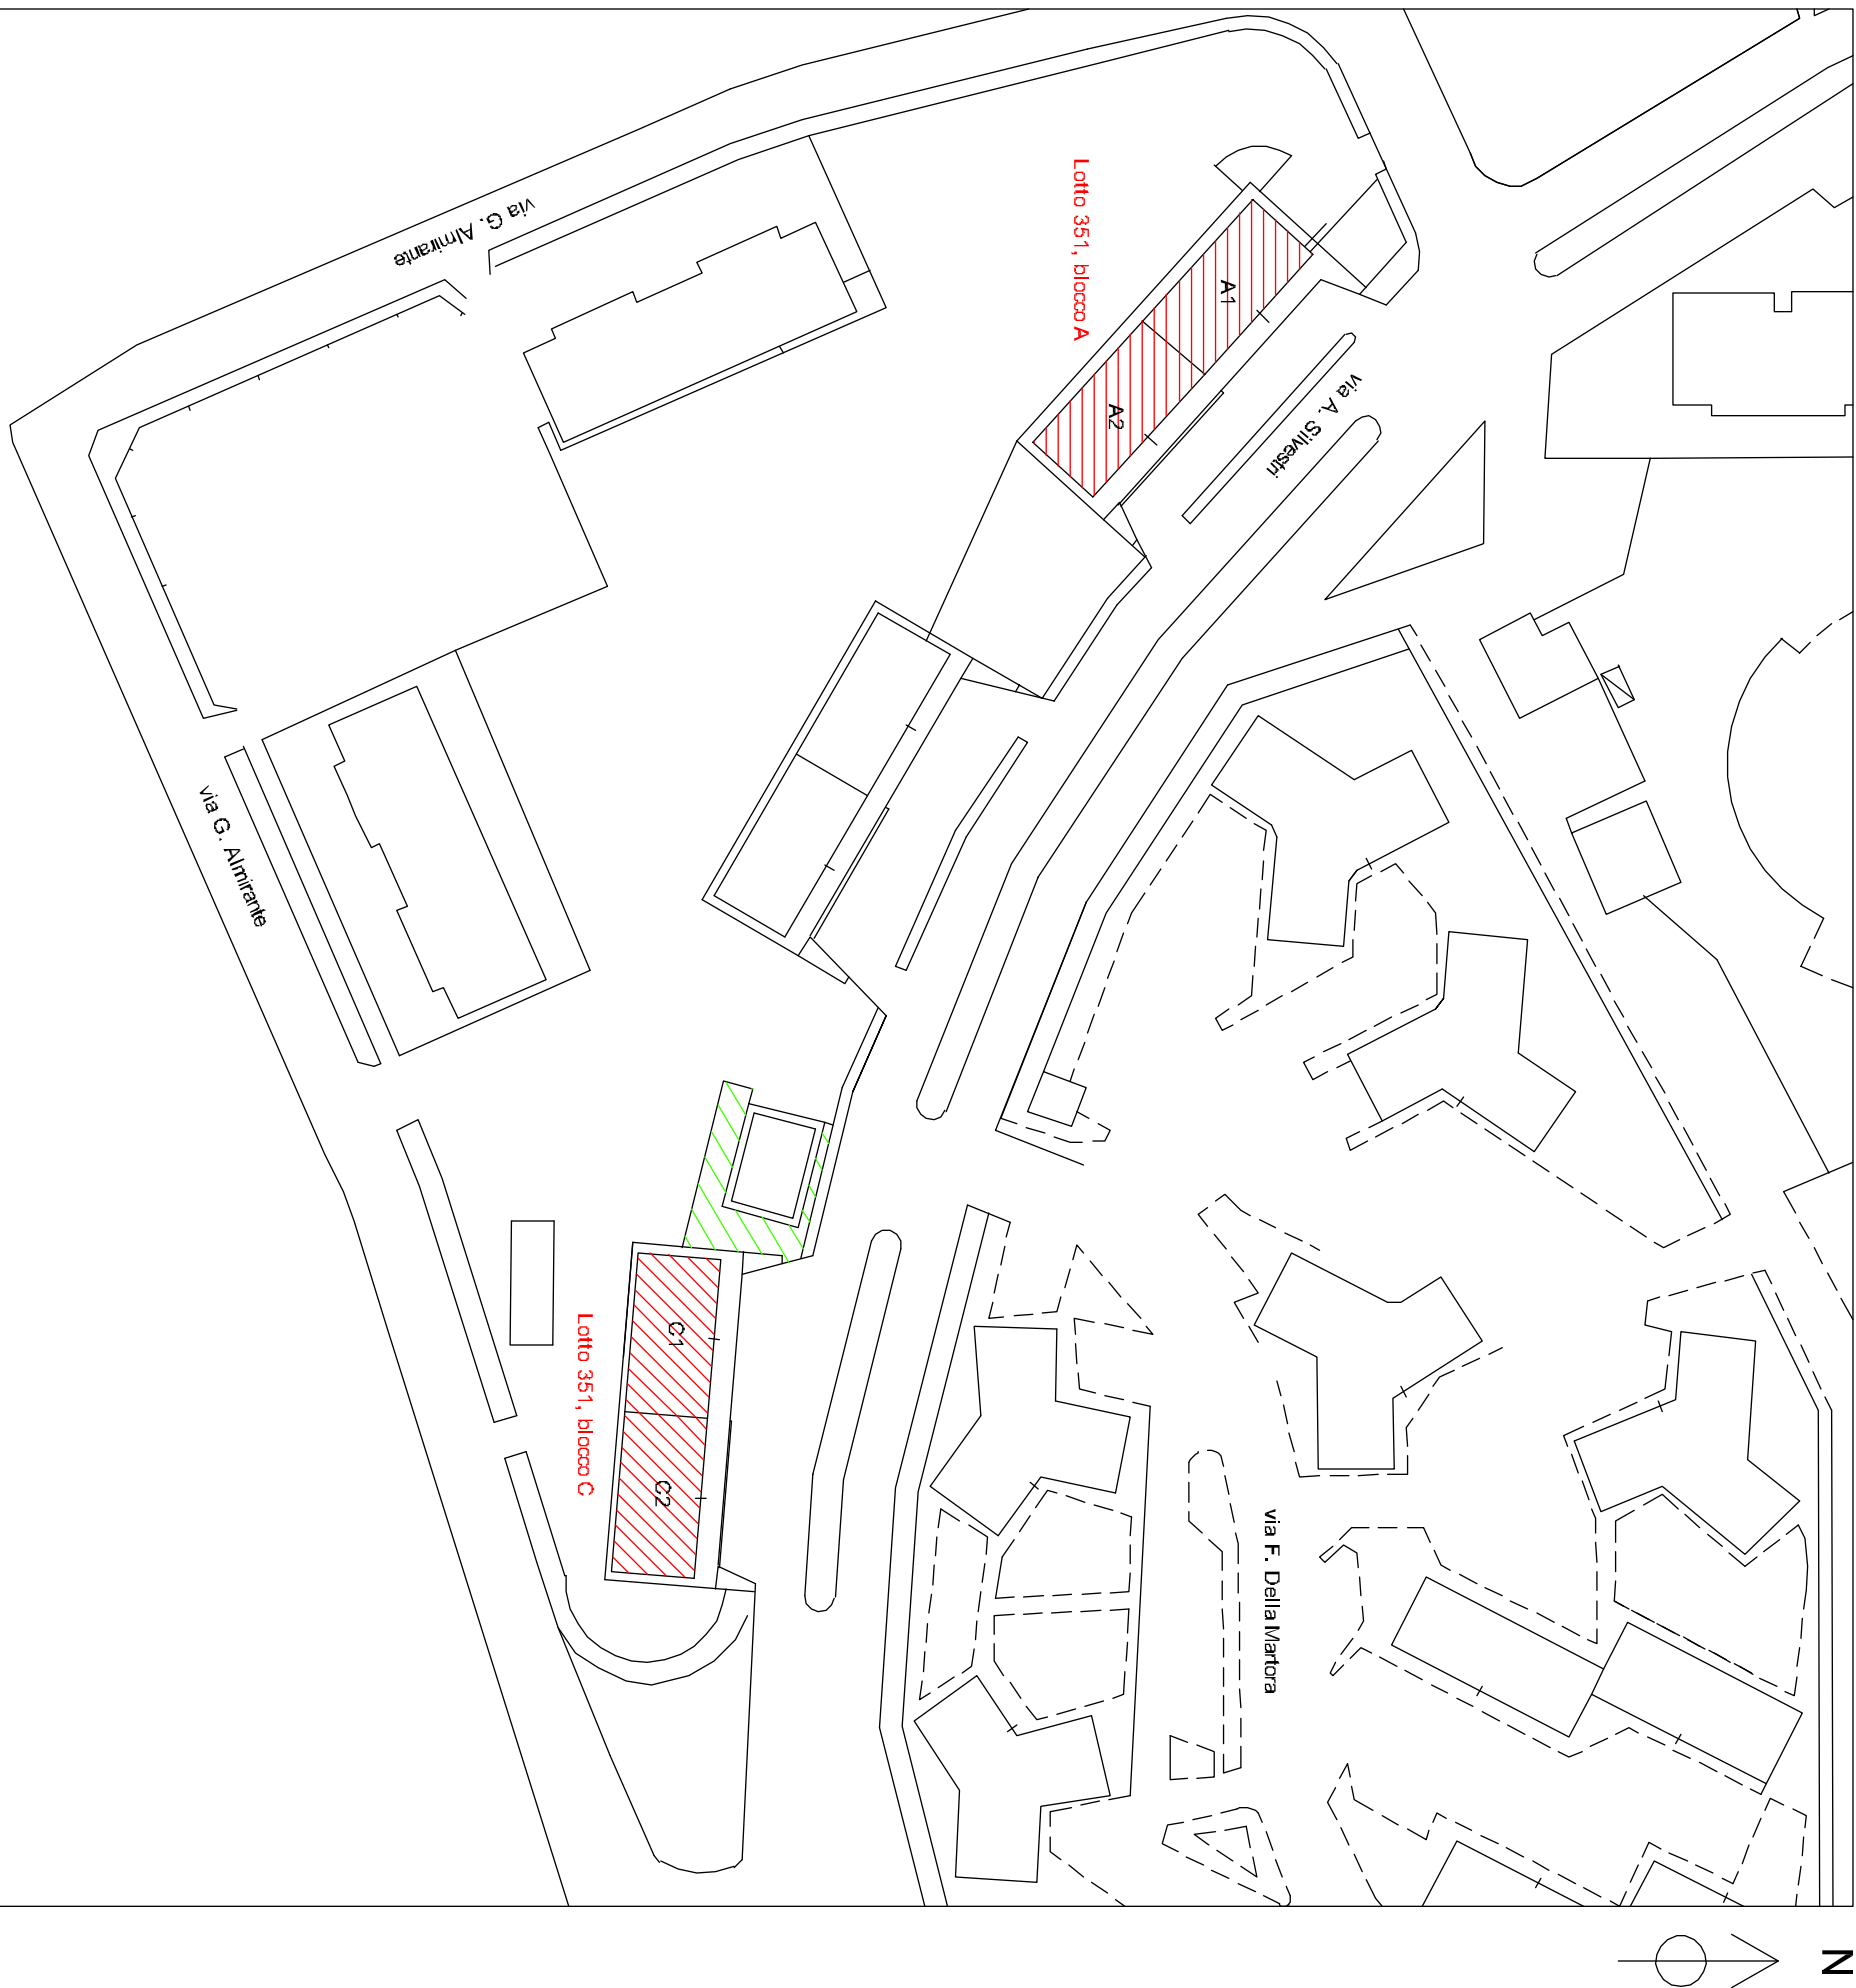 Lotto 351, blocco A
A1
A2
via A. Silvestri
via G. Almirante
via G. Almirante
C1
C2
Lotto 351, blocco C
via F. Della Martora
N